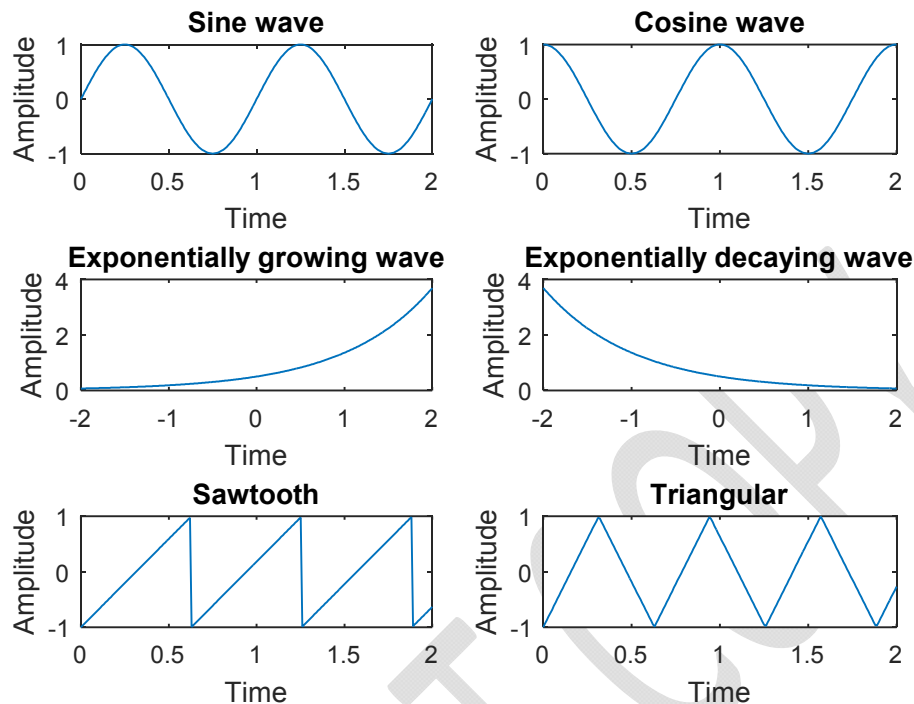 Sine wave
Amplitude
1
0
-1
0 0.5 1 1.5 2
Time
Cosine wave
Amplitude
1
0
-1
0 0.5 1 1.5 2
Time
Exponentially growing wave
Amplitude
4
2
0
-2 -1 0 1 2
Time
Exponentially decaying wave
Amplitude
4
2
0
-2 -1 0 1 2
Time
Sawtooth
Amplitude
1
0
-1
0 0.5 1 1.5 2
Time
Triangular
Amplitude
1
0
-1
0 0.5 1 1.5 2
Time
T COPY